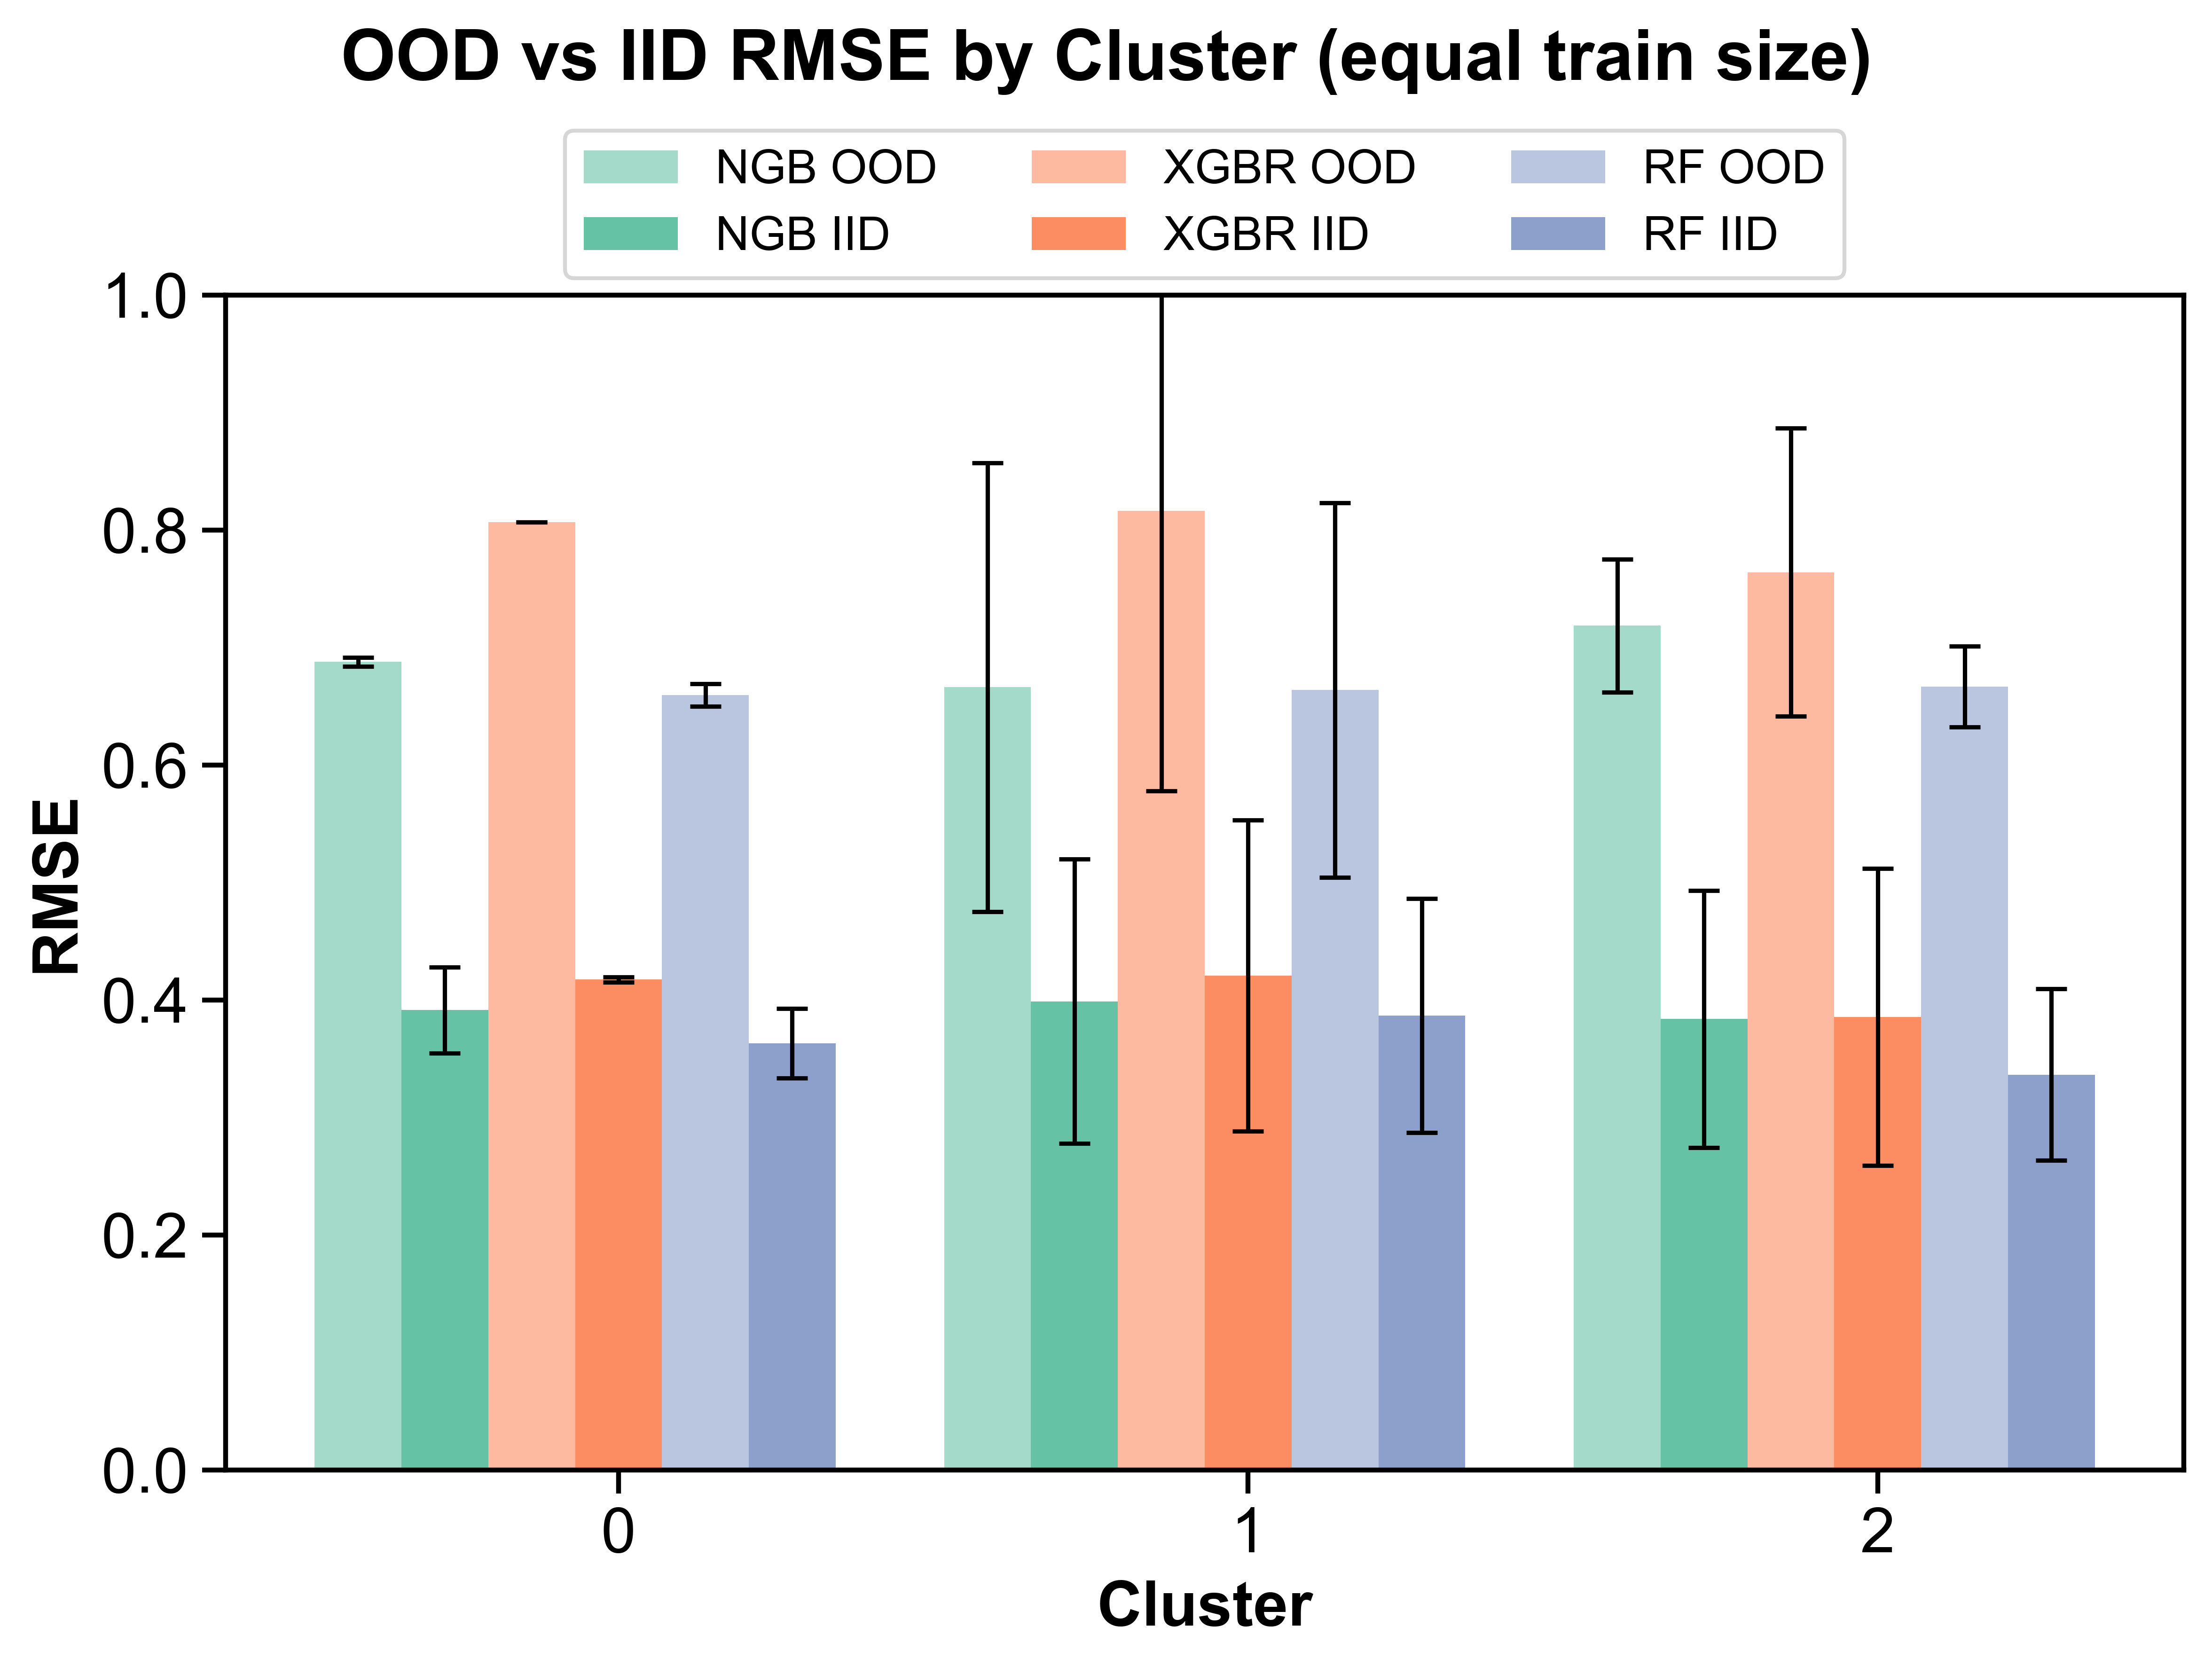 OOD vs IID RMSE by Cluster (equal train size)
NGB OOD XGBR OOD RF OOD
NGB IID XGBR IID RF IID
1.0
0.8
0.6
0.4
0.2
0.0
RMSE
0 1 2
Cluster